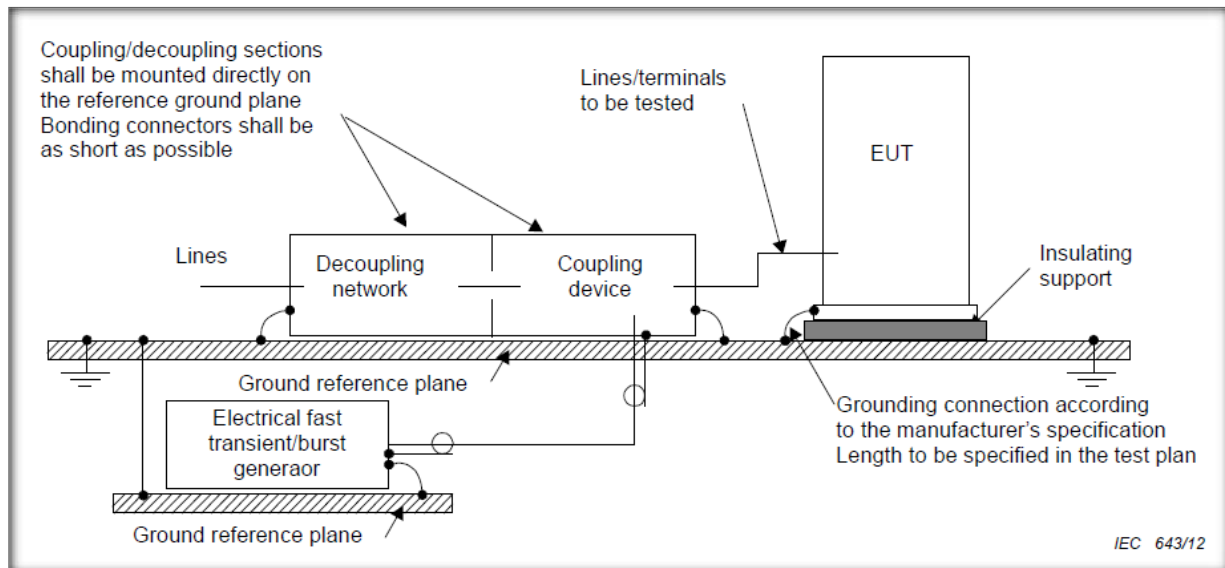 Coupling/decoupling sections
shall be mounted directly on
the reference ground plane
Bonding connectors shall be
as short as possible
Lines/terminals
to be tested
EUT
Lines
Decoupling
network
Coupling
device
Insulating
support
Ground reference plane
Electrical fast
transient/burst
generaor
Grounding connection according
to the manufacturer's specification
Length to be specified in the test plan
Ground reference plane
IEC 643/12